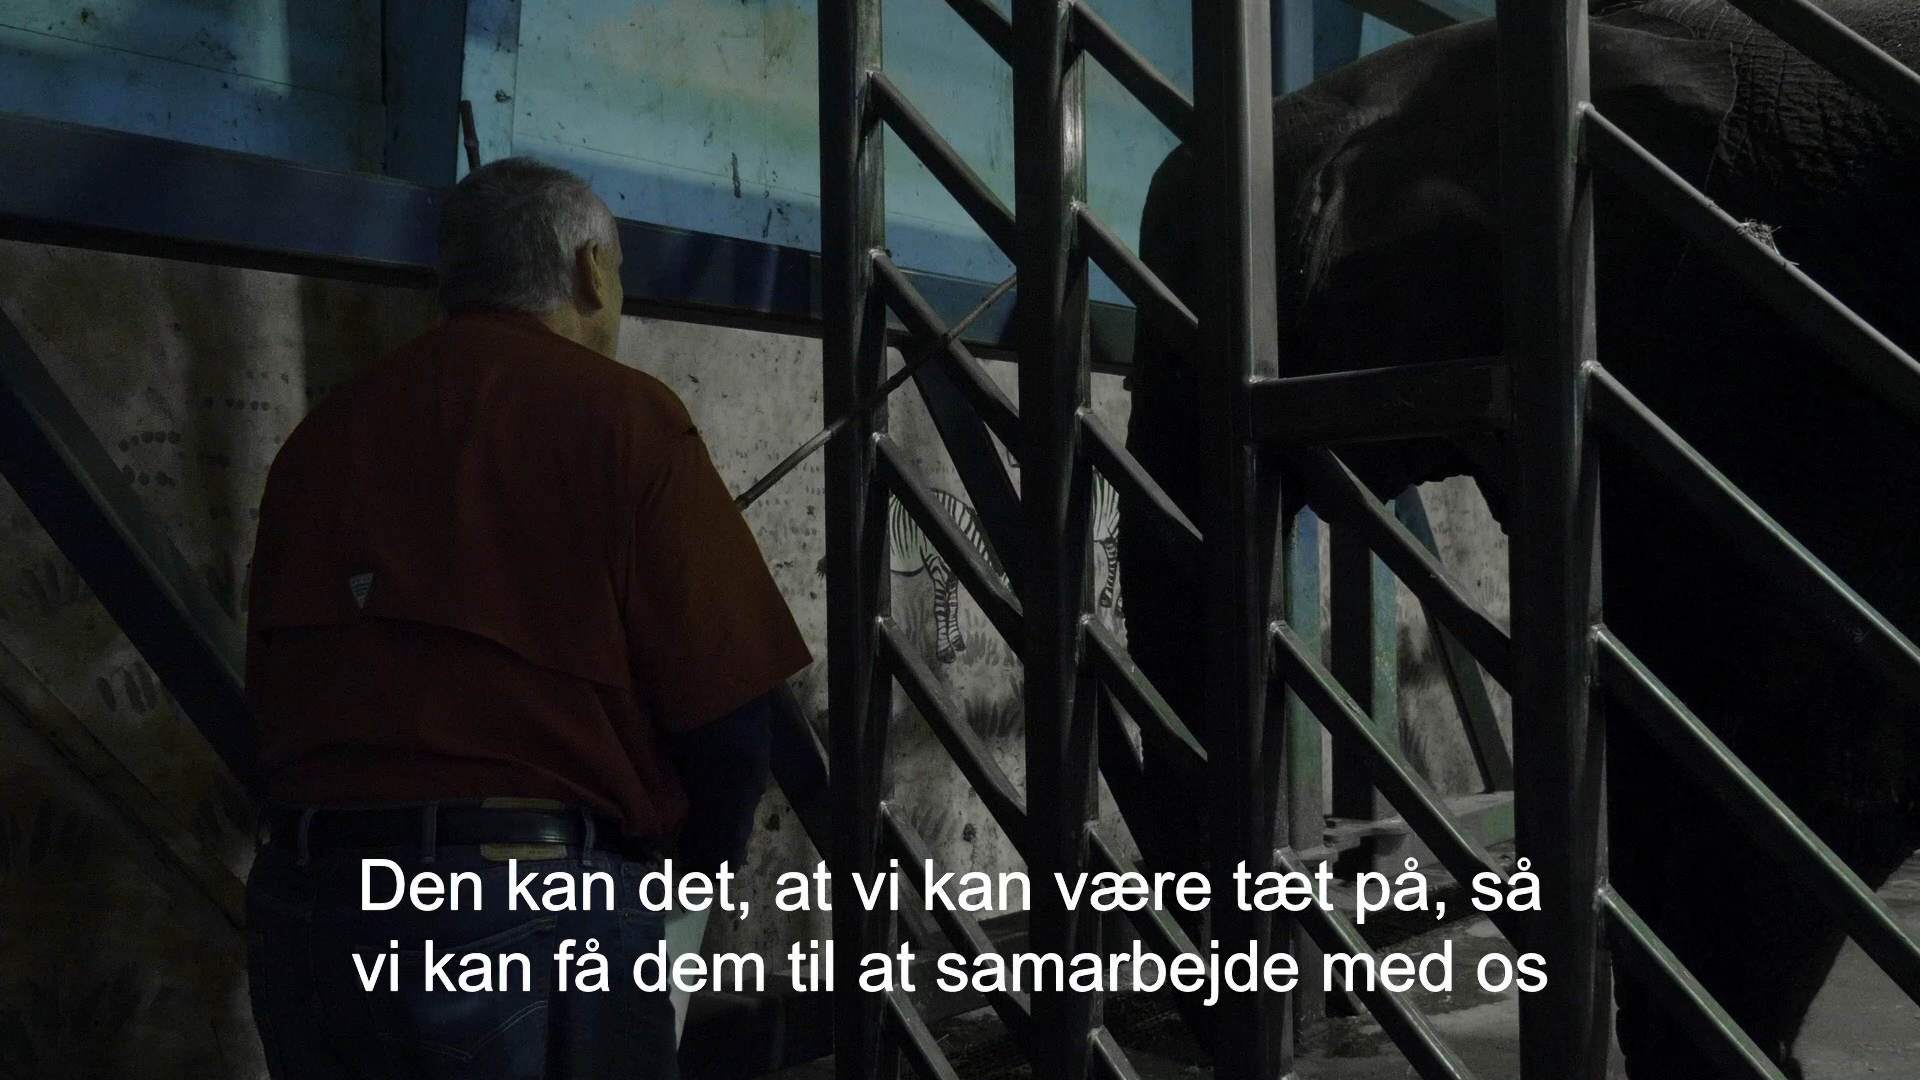 Den kan det, at vi kan være tæt på, så
vi kan få dem til at samarbejde med os